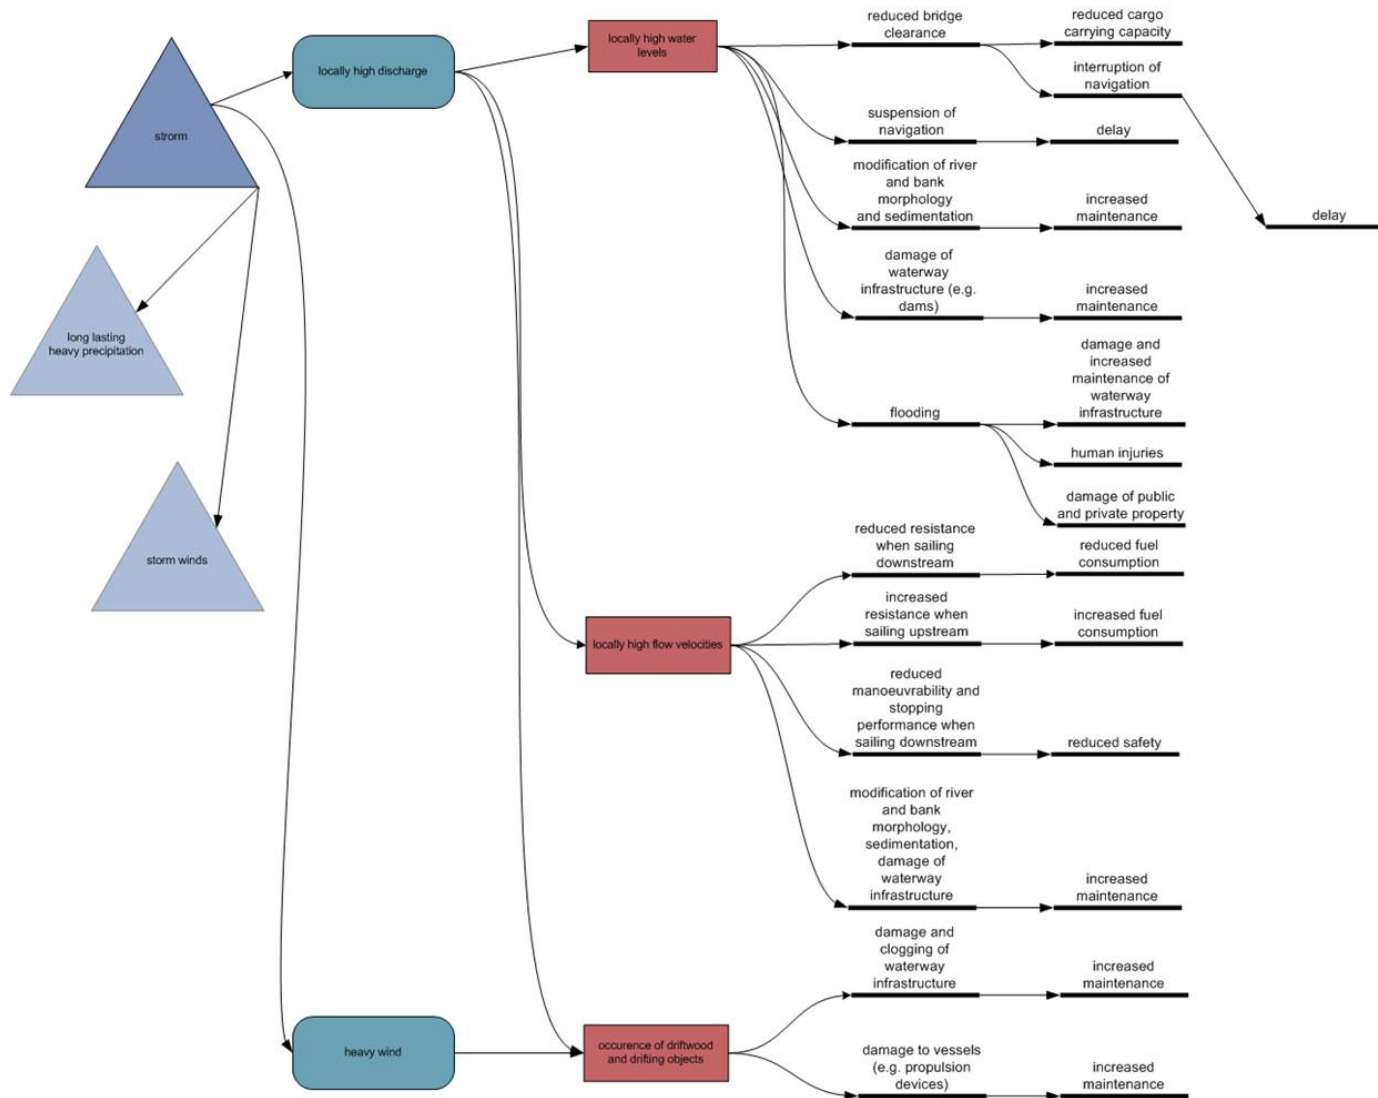 strorm
long lasting
heavy precipitation
storm winds
locally high discharge
heavy wind
locally high water
levels
locally high flow velocities
occurence of driftwood
and drifting objects
reduced bridge
clearance
reduced cargo
carrying capacity
interruption of
navigation
delay
suspension of
navigation
delay
modification of river
and bank
morphology
and sedimentation
increased
maintenance
damage of
waterway
infrastructure (e.g.
dams)
increased
maintenance
flooding
damage and
increased
maintenance of
waterway
infrastructure
human injuries
damage of public
and private property
reduced resistance
when sailing
downstream
reduced fuel
consumption
increased
resistance when
sailing upstream
increased fuel
consumption
reduced
manoeuvrability and
stopping
performance when
sailing downstream
reduced safety
modification of river
and bank
morphology,
sedimentation,
damage of
waterway
infrastructure
increased
maintenance
damage and
clogging of
waterway
infrastructure
increased
maintenance
damage to vessels
(e.g. propulsion
devices)
increased
maintenance